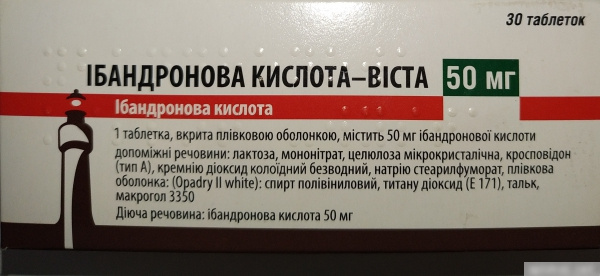 30 таблеток
ІБАНДРОНОВА КИСЛОТА–ВІСТА 50 мг
Ібандронова кислота
1 таблетка, вкрита плівковою оболонкою, містить 50 мг ібандронової кислоти
допоміжні речовини: лактоза, моногідрат, целюлоза мікрокристалічна, кросповідон
(тип А), кремнію діоксид колоїдний безводний, натрію стеарилфумарат, плівкова
оболонка: (Opadry II white): спирт полівініловий, титану діоксид (Е 171), тальк,
макрогол 3350
Діюча речовина: ібандронова кислота 50 мг